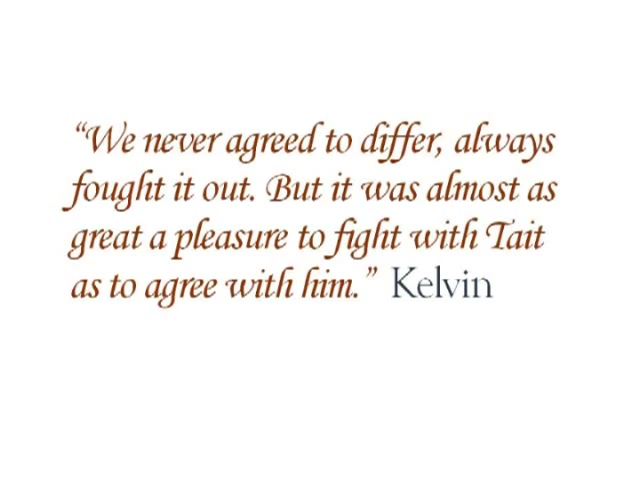 “We never agreed to differ, always
fought it out. But it was almost as
great a pleasure to fight with Tait
as to agree with him.” Kelvin